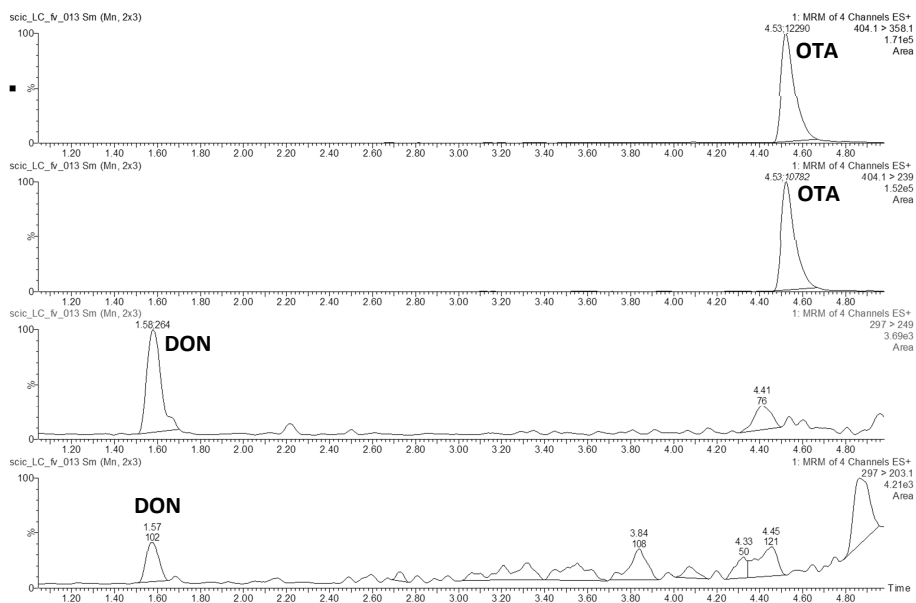 scic_LC_fv_013 Sm (Mn, 2x3)
1: MRM of 4 Channels ES+
404.1 > 358.1
1.71e5
Area
4.53;12290
OTA
100
%
0
1.20 1.40 1.60 1.80 2.00 2.20 2.40 2.60 2.80 3.00 3.20 3.40 3.60 3.80 4.00 4.20 4.40 4.60 4.80
scic_LC_fv_013 Sm (Mn, 2x3)
1: MRM of 4 Channels ES+
404.1 > 239
1.52e5
Area
4.53;10782
OTA
100
%
0
1.20 1.40 1.60 1.80 2.00 2.20 2.40 2.60 2.80 3.00 3.20 3.40 3.60 3.80 4.00 4.20 4.40 4.60 4.80
scic_LC_fv_013 Sm (Mn, 2x3)
1: MRM of 4 Channels ES+
297 > 249
3.69e3
Area
1.58;264
DON
100
%
4.41
76
0
1.20 1.40 1.60 1.80 2.00 2.20 2.40 2.60 2.80 3.00 3.20 3.40 3.60 3.80 4.00 4.20 4.40 4.60 4.80
scic_LC_fv_013 Sm (Mn, 2x3)
1: MRM of 4 Channels ES+
297 > 203.1
4.21e3
Area
100
DON
1.57
102
%
3.84
108
4.33
50
4.45
121
0
Time
1.20 1.40 1.60 1.80 2.00 2.20 2.40 2.60 2.80 3.00 3.20 3.40 3.60 3.80 4.00 4.20 4.40 4.60 4.80